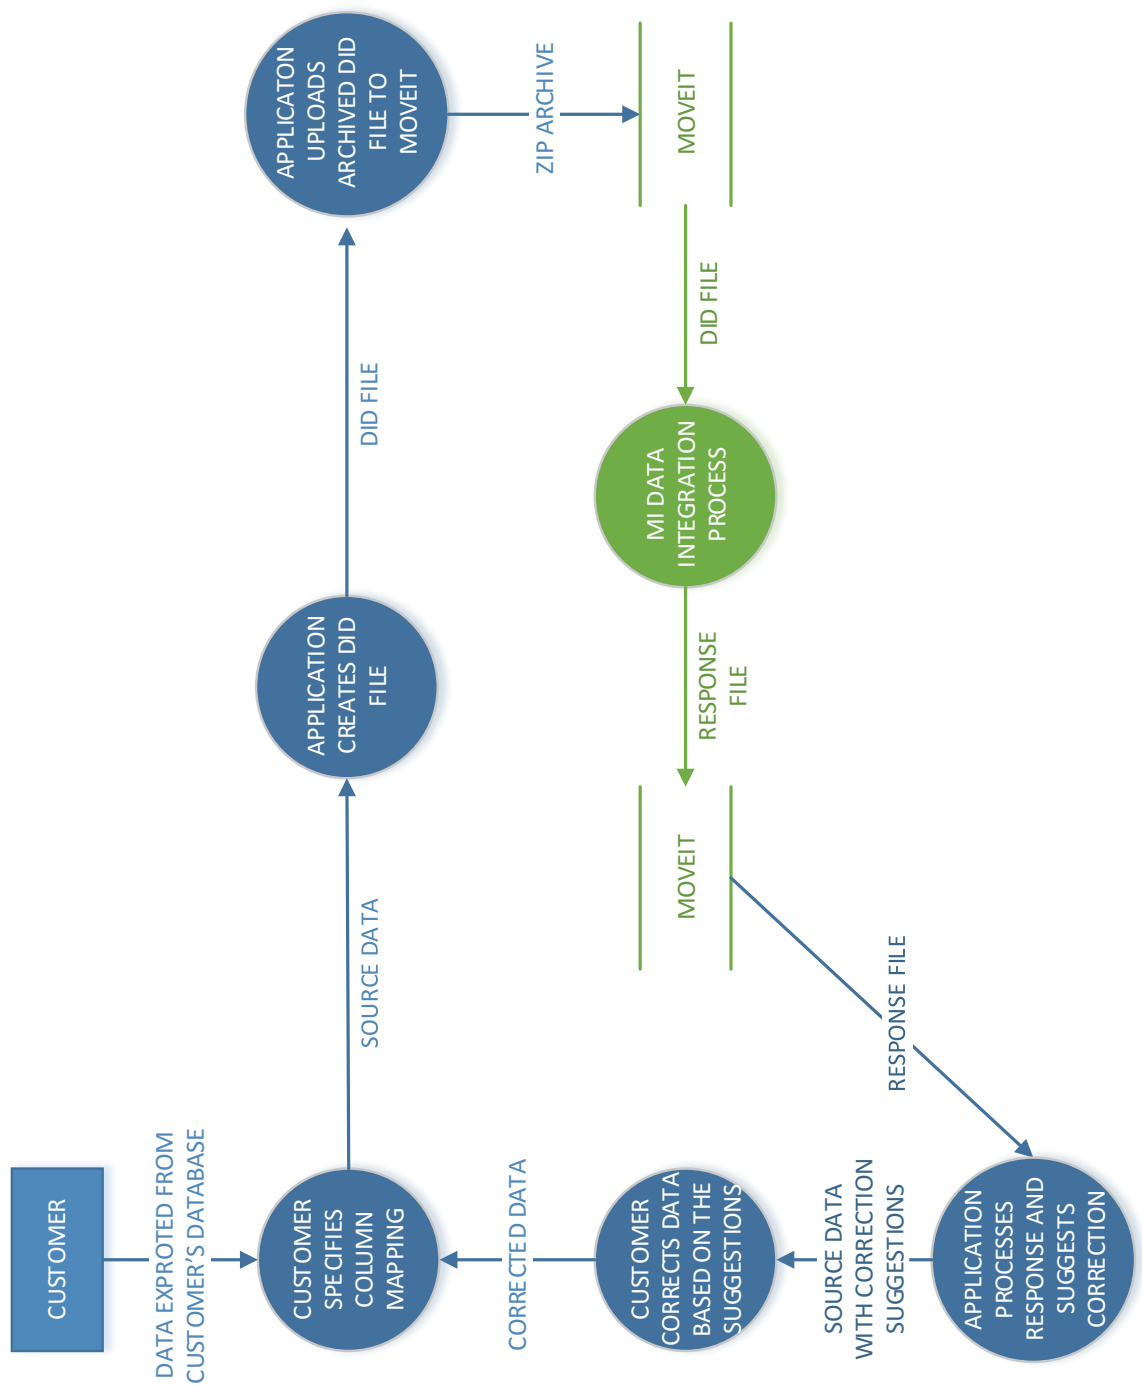 CUSTOMER
DATA EXPROTED FROM
CUSTOMER'S DATABASE
CUSTOMER
SPECIFIES
COLUMN
MAPPING
SOURCE DATA
APPLICATION
CREATES DID
FILE
DID FILE
APPLICATON
UPLOADS
ARCHIVED DID
FILE TO
MOVEIT
ZIP ARCHIVE
MOVEIT
DID FILE
MI DATA
INTEGRATION
PROCESS
RESPONSE
FILE
MOVEIT
RESPONSE FILE
APPLICATION
PROCESSES
RESPONSE AND
SUGGESTS
CORRECTION
SOURCE DATA
WITH CORRECTION
SUGGESTIONS
CUSTOMER
CORRECTS DATA
BASED ON THE
SUGGESTIONS
CORRECTED DATA